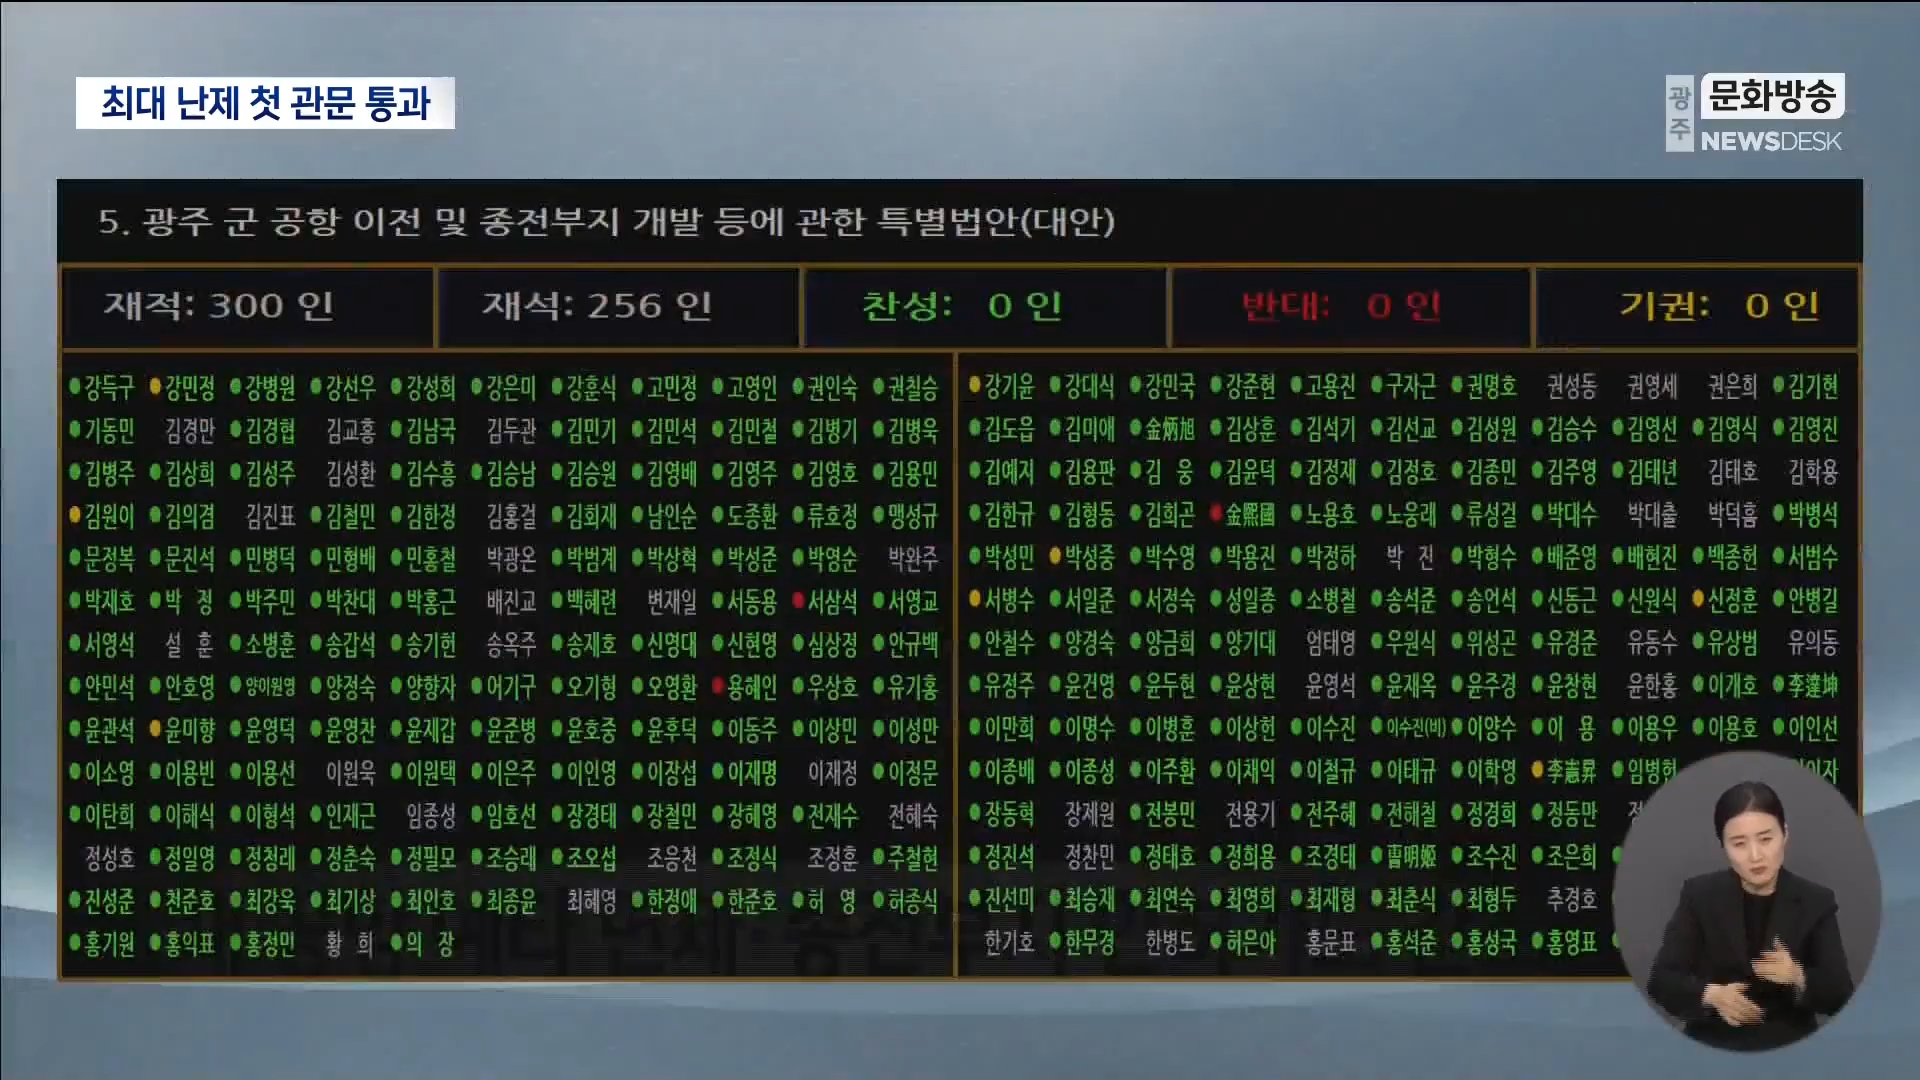 최대 난제 첫 관문 통과
광주
문화방송
NEWSDESK
5. 광주 군 공항 이전 및 종전부지 개발 등에 관한 특별법안(대안)
재적: 300 인 재석: 256 인 찬성: 0 인 반대: 0 인 기권: 0 인
강득구 강민정 강병원 강선우 강성희 강은미 강훈식 고민정 고영인 권인숙 권칠승
기동민 김경만 김경협 김교흥 김남국 김두관 김민기 김민석 김민철 김병기 김병욱
김병주 김상희 김성주 김성환 김수흥 김승남 김승원 김영배 김영주 김영호 김용민
김원이 김의겸 김진표 김철민 김한정 김홍걸 김회재 남인순 도종환 류호정 맹성규
문정복 문진석 민병덕 민형배 민홍철 박광온 박범계 박상혁 박성준 박영순 박완주
박재호 박 정 박주민 박찬대 박홍근 배진교 백혜련 변재일 서동용 서삼석 서영교
서영석 설 훈 소병훈 송갑석 송기헌 송옥주 송재호 신영대 신현영 심상정 안규백
안민석 안호영 양이원영 양정숙 양향자 어기구 오기형 오영환 용혜인 우상호 유기홍
윤관석 윤미향 윤영덕 윤영찬 윤재갑 윤준병 윤호중 윤후덕 이동주 이상민 이성만
이소영 이용빈 이용선 이원욱 이원택 이은주 이인영 이장섭 이재명 이재정 이정문
이탄희 이해식 이형석 인재근 임종성 임호선 장경태 장철민 장혜영 전재수 전혜숙
정성호 정일영 정청래 정춘숙 정필모 조승래 조오섭 조응천 조정식 조정훈 주철현
진성준 천준호 최강욱 최기상 최인호 최종윤 최혜영 한정애 한준호 허 영 허종식
홍기원 홍익표 홍정민 황 희 의 장
강기윤 강대식 강민국 강준현 고용진 구자근 권명호 권성동 권영세 권은희 김기현
김도읍 김미애 金炳旭 김상훈 김석기 김선교 김성원 김승수 김영선 김영식 김영진
김예지 김용판 김 웅 김윤덕 김정재 김정호 김종민 김주영 김태년 김태호 김학용
김한규 김형동 김희곤 金熙國 노용호 노웅래 류성걸 박대수 박대출 박덕흠 박병석
박성민 박성중 박수영 박용진 박정하 박 진 박형수 배준영 배현진 백종헌 서범수
서병수 서일준 서정숙 성일종 소병철 송석준 송언석 신동근 신원식 신정훈 안병길
안철수 양경숙 양금희 양기대 엄태영 우원식 위성곤 유경준 유동수 유상범 유의동
유정주 윤건영 윤두현 윤상현 윤영석 윤재옥 윤주경 윤창현 윤한홍 이개호 李達坤
이만희 이명수 이병훈 이상헌 이수진 이수진(비) 이양수 이 용 이용우 이용호 이인선
이종배 이종성 이주환 이채익 이철규 이태규 이학영 李憲昇 임병헌
장동혁 장제원 전봉민 전용기 전주혜 전해철 정경희 정동만
정진석 정찬민 정태호 정희용 조경태 曺明姬 조수진 조은희
진선미 최승재 최연숙 최영희 최재형 최춘식 최형두 추경호
한기호 한무경 한병도 허은아 홍문표 홍석준 홍성국 홍영표